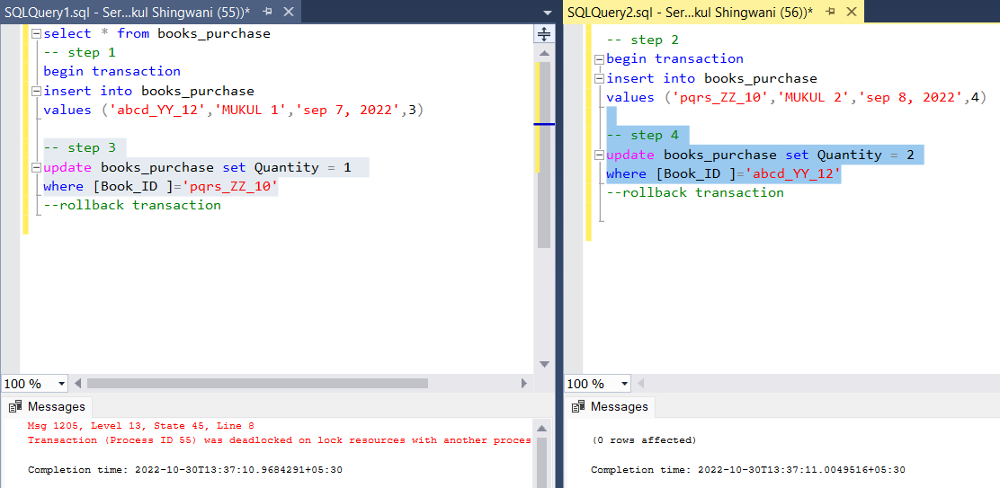 SQLQuery1.sql - Ser...kul Shingwani (55))*
select * from books_purchase
-- step 1
begin transaction
insert into books_purchase
values ('abcd_YY_12','MUKUL 1','sep 7, 2022',3)
-- step 3
update books_purchase set Quantity = 1
where [Book_ID ]='pqrs_ZZ_10'
--rollback transaction
100 %
Messages
Msg 1205, Level 13, State 45, Line 8
Transaction (Process ID 55) was deadlocked on lock resources with another proces
Completion time: 2022-10-30T13:37:10.9684291+05:30
SQLQuery2.sql - Ser...kul Shingwani (56))*
-- step 2
begin transaction
insert into books_purchase
values ('pqrs_ZZ_10','MUKUL 2','sep 8, 2022',4)
-- step 4
update books_purchase set Quantity = 2
where [Book_ID ]='abcd_YY_12'
--rollback transaction
100 %
Messages
(0 rows affected)
Completion time: 2022-10-30T13:37:11.0049516+05:30